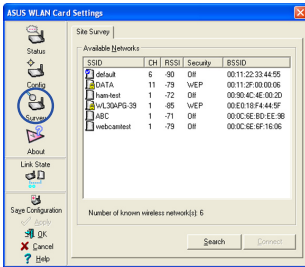 ASUS WLAN Card Settings
Status
Config
Survey
About
Link State
Save Configuration
Apply
OK
Cancel
Help
Site Survey
Available Networks
SSID CH RSSI Security BSSID
default 6 -90 Off 00:11:22:33:44:55
DATA 11 -79 WEP 00:11:2F:00:00:06
ham-test 1 -72 Off 00:90:4C:4E:00:2D
WL30APG-39 1 -85 WEP 00:E0:18:F4:44:5F
ABC 1 -71 Off 00:0C:6E:BD:EE:9B
webcamtest 1 -79 Off 00:0C:6E:6F:16:06
Number of known wireless network(s): 6
Search
Connect